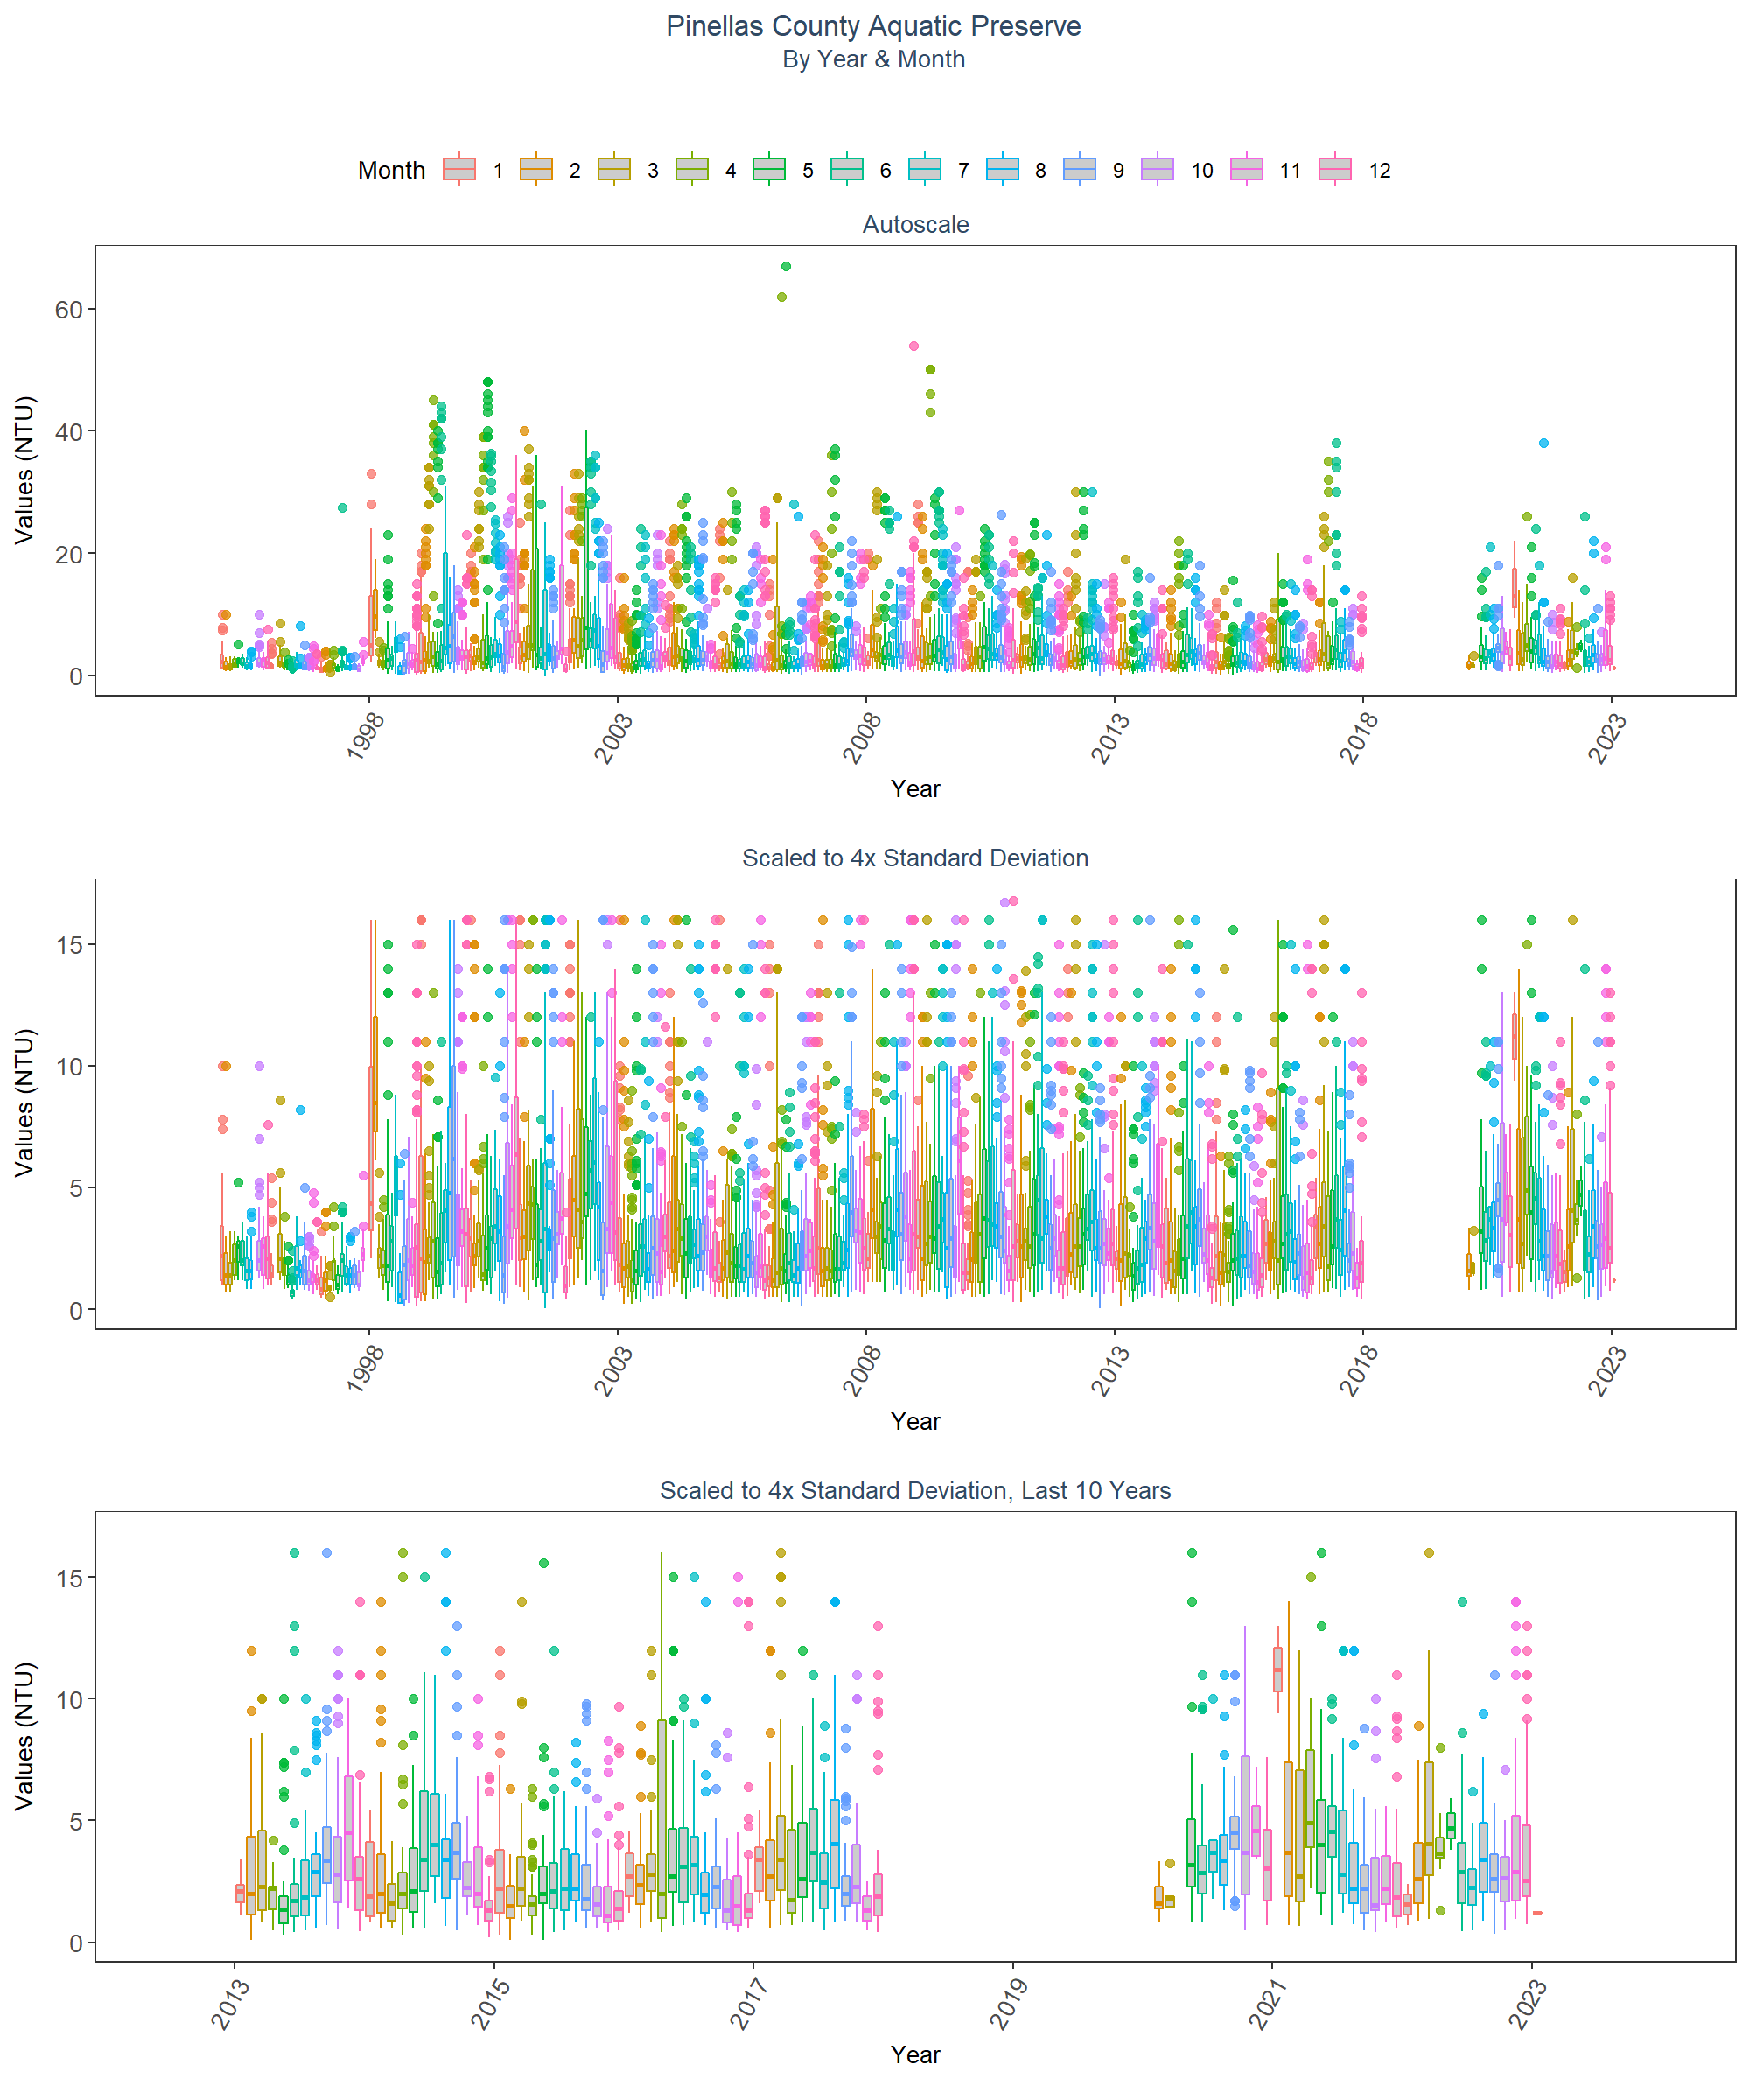 Pinellas County Aquatic Preserve
By Year & Month
Month 1 2 3 4 5 6 7 8 9 10 11 12
Autoscale
Values (NTU)
60
40
20
0
1998 2003 2008 2013 2018 2023
Year
Scaled to 4x Standard Deviation
Values (NTU)
15
10
5
0
1998 2003 2008 2013 2018 2023
Year
Scaled to 4x Standard Deviation, Last 10 Years
Values (NTU)
15
10
5
0
2013 2015 2017 2019 2021 2023
Year